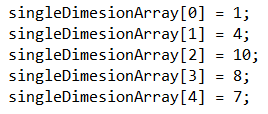 singleDimesionArray[0] = 1;
singleDimesionArray[1] = 4;
singleDimesionArray[2] = 10;
singleDimesionArray[3] = 8;
singleDimesionArray[4] = 7;